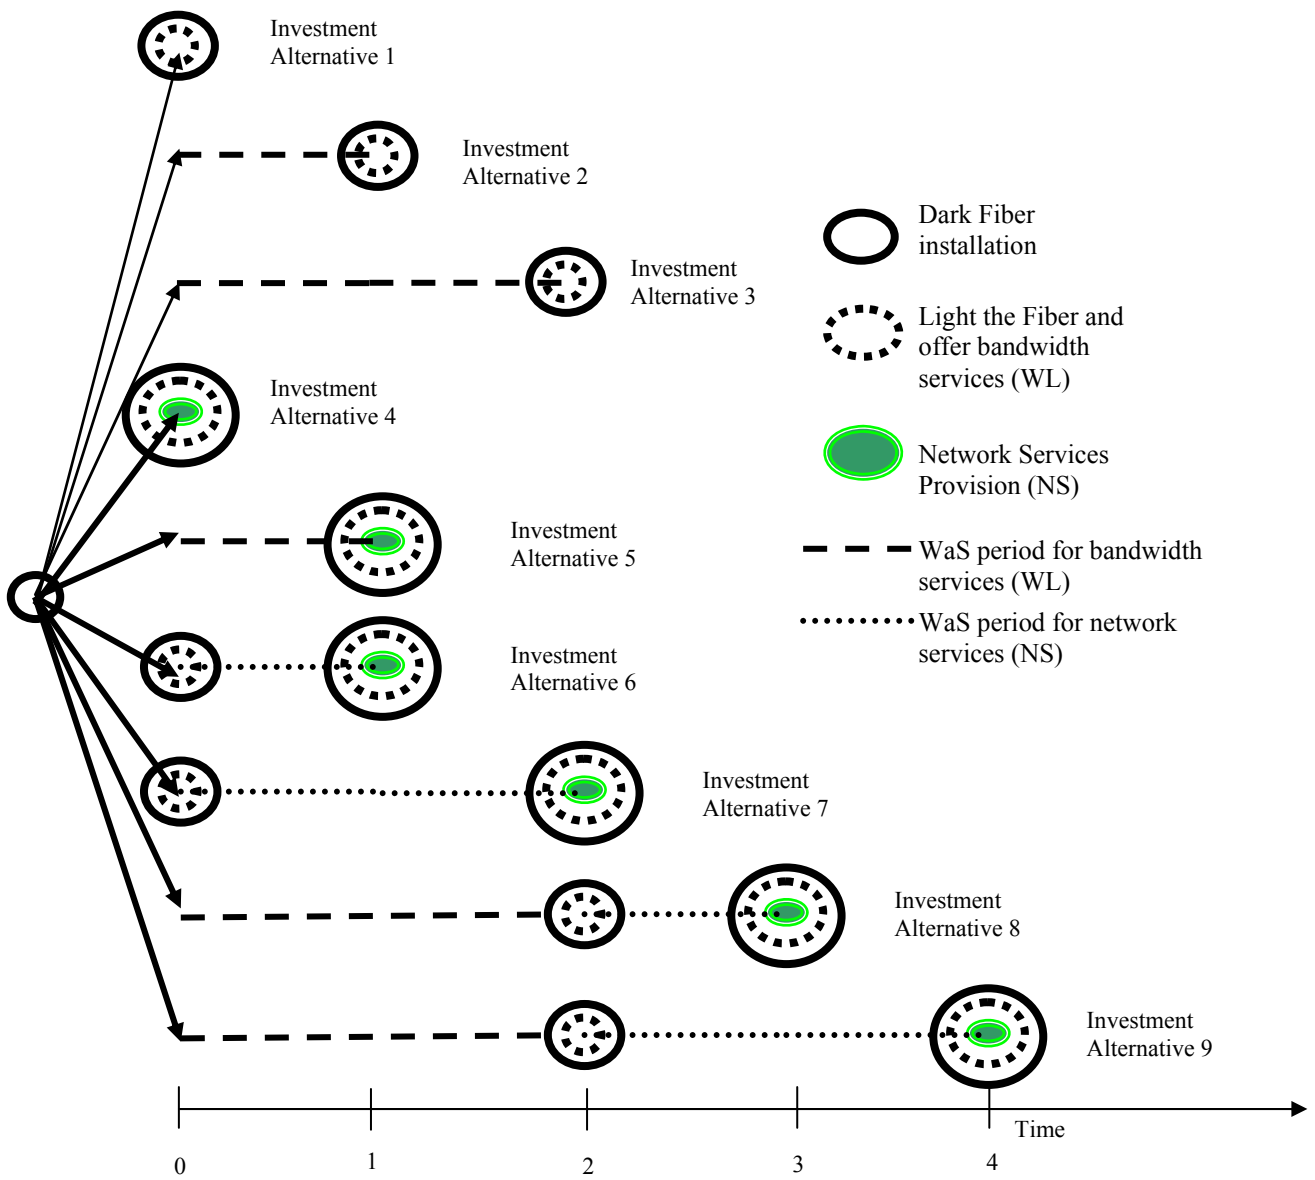 Investment
Alternative 1
Investment
Alternative 2
Investment
Alternative 3
Investment
Alternative 4
Investment
Alternative 5
Investment
Alternative 6
Investment
Alternative 7
Investment
Alternative 8
Investment
Alternative 9
Dark Fiber
installation
Light the Fiber and
offer bandwidth
services (WL)
Network Services
Provision (NS)
WaS period for bandwidth
services (WL)
WaS period for network
services (NS)
Time
0
1
2
3
4